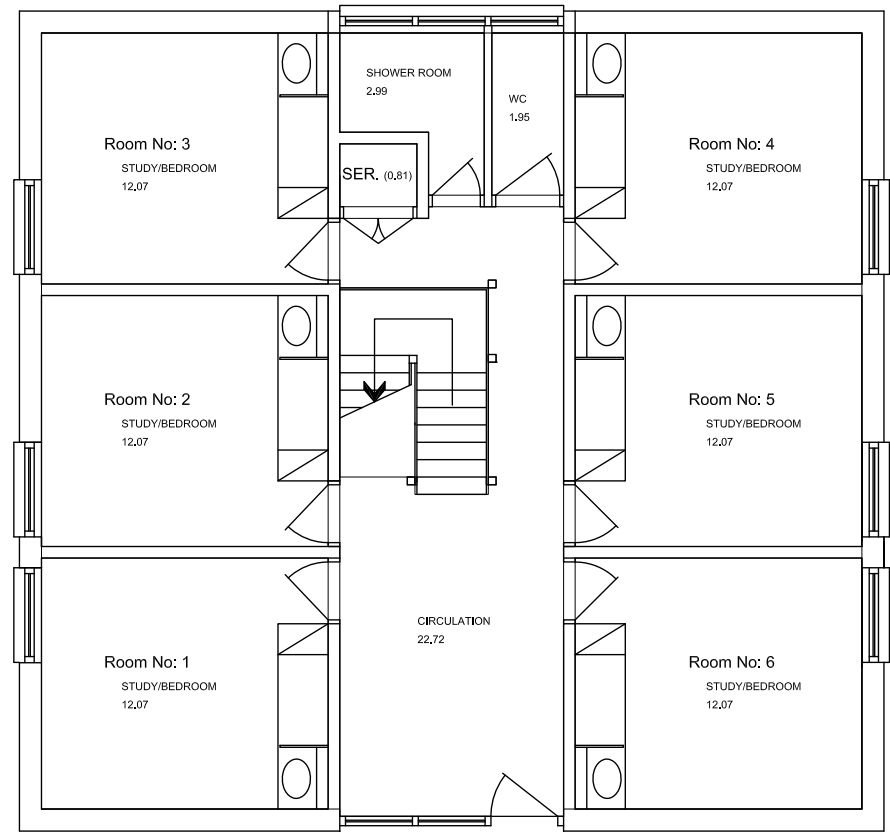 SHOWER ROOM
2.99
WC
1.95
Room No: 3
STUDY/BEDROOM
12.07
SER. (0.81)
Room No: 4
STUDY/BEDROOM
12.07
Room No: 2
STUDY/BEDROOM
12.07
Room No: 5
STUDY/BEDROOM
12.07
CIRCULATION
22.72
Room No: 1
STUDY/BEDROOM
12.07
Room No: 6
STUDY/BEDROOM
12.07